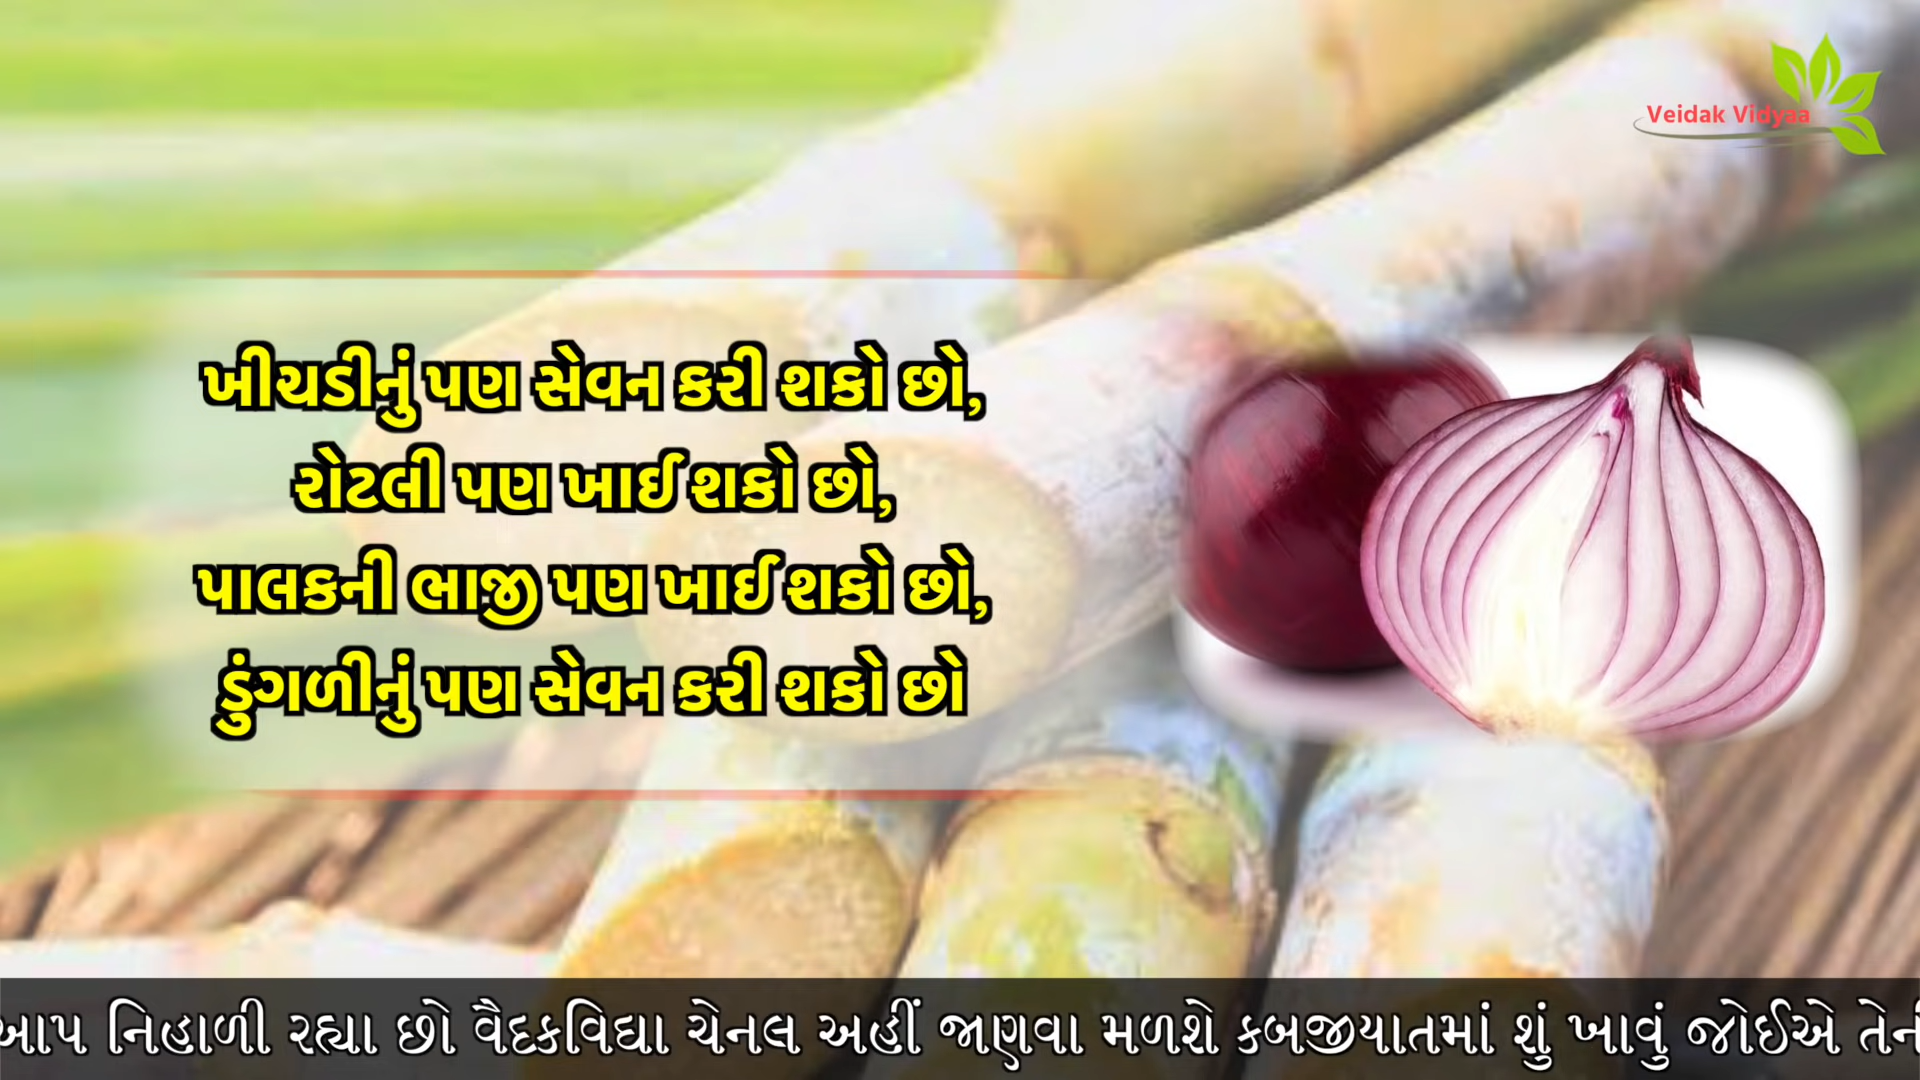 Veidak Vidyaa
ખીચડીનું પણ સેવન કરી શકો છો,
રોટલી પણ ખાઈ શકો છો,
પાલકની ભાજી પણ ખાઈ શકો છો,
ડુંગળીનું પણ સેવન કરી શકો છો
આપ નિહાળી રહ્યા છો વૈદકવિદ્યા ચેનલ અહીં જાણવા મળશે કબજીયાતમાં શું ખાવું જોઈએ